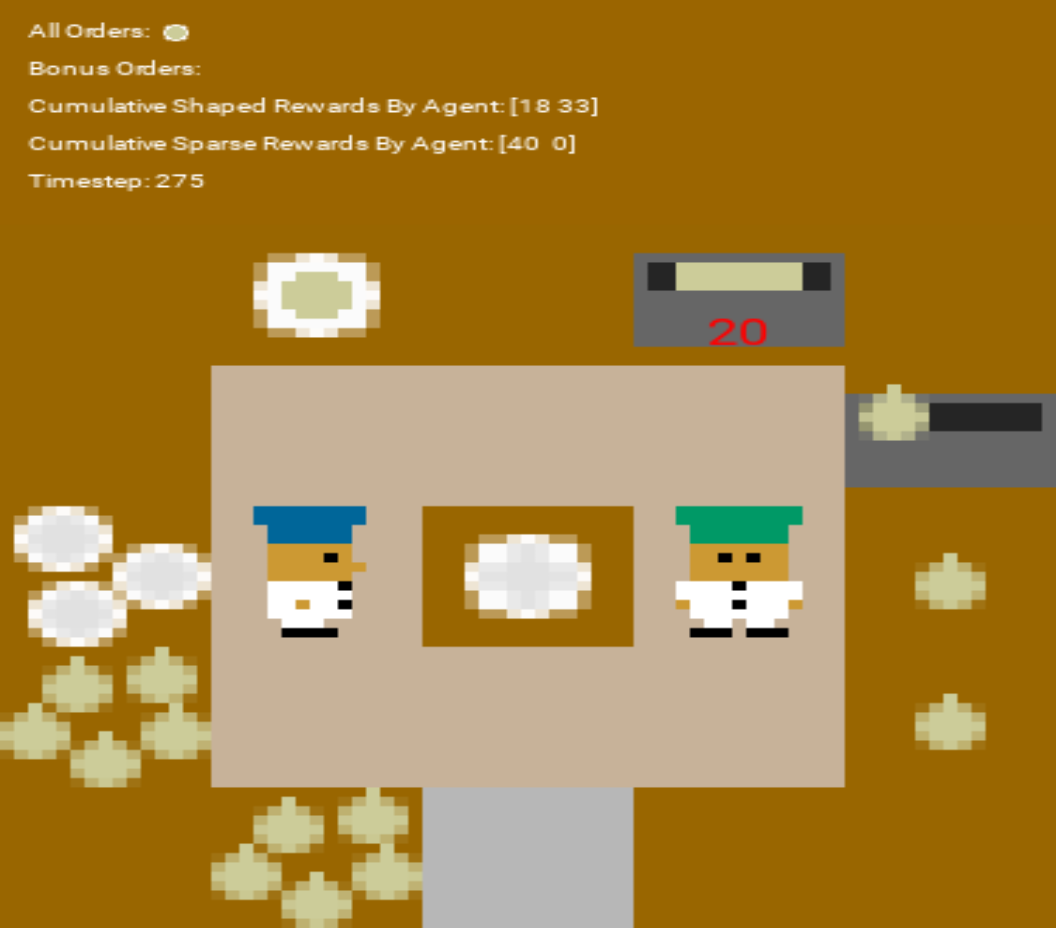 All Orders:
Bonus Orders:
Cumulative Shaped Rewards By Agent: [18 33]
Cumulative Sparse Rewards By Agent: [40  0]
Timestep: 275
20